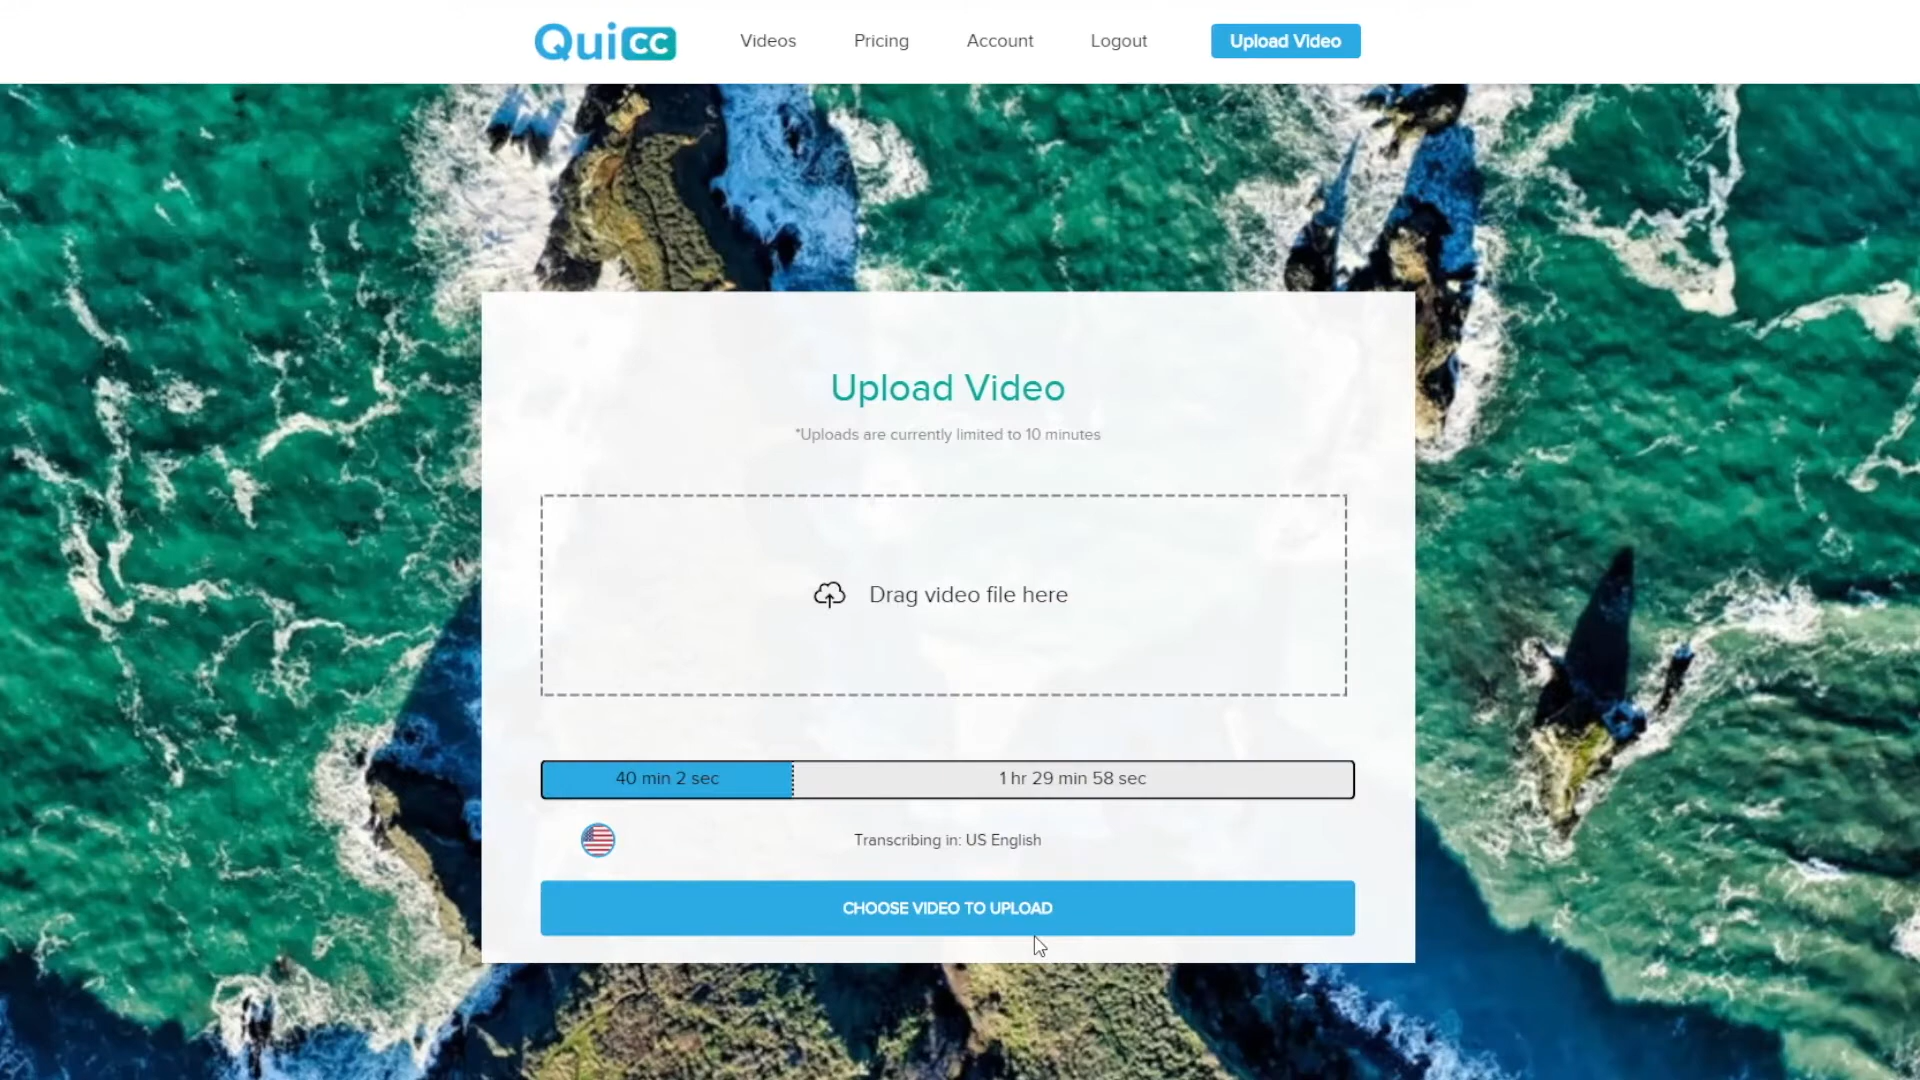 Quicc
Videos
Pricing
Account
Logout
Upload Video
Upload Video
*Uploads are currently limited to 10 minutes
Drag video file here
40 min 2 sec
1 hr 29 min 58 sec
Transcribing in: US English
CHOOSE VIDEO TO UPLOAD